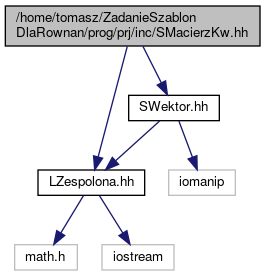 /home/tomasz/ZadanieSzablon
DlaRownan/prog/prj/inc/SMacierzKw.hh
SWektor.hh
LZespolona.hh
iomanip
math.h
iostream